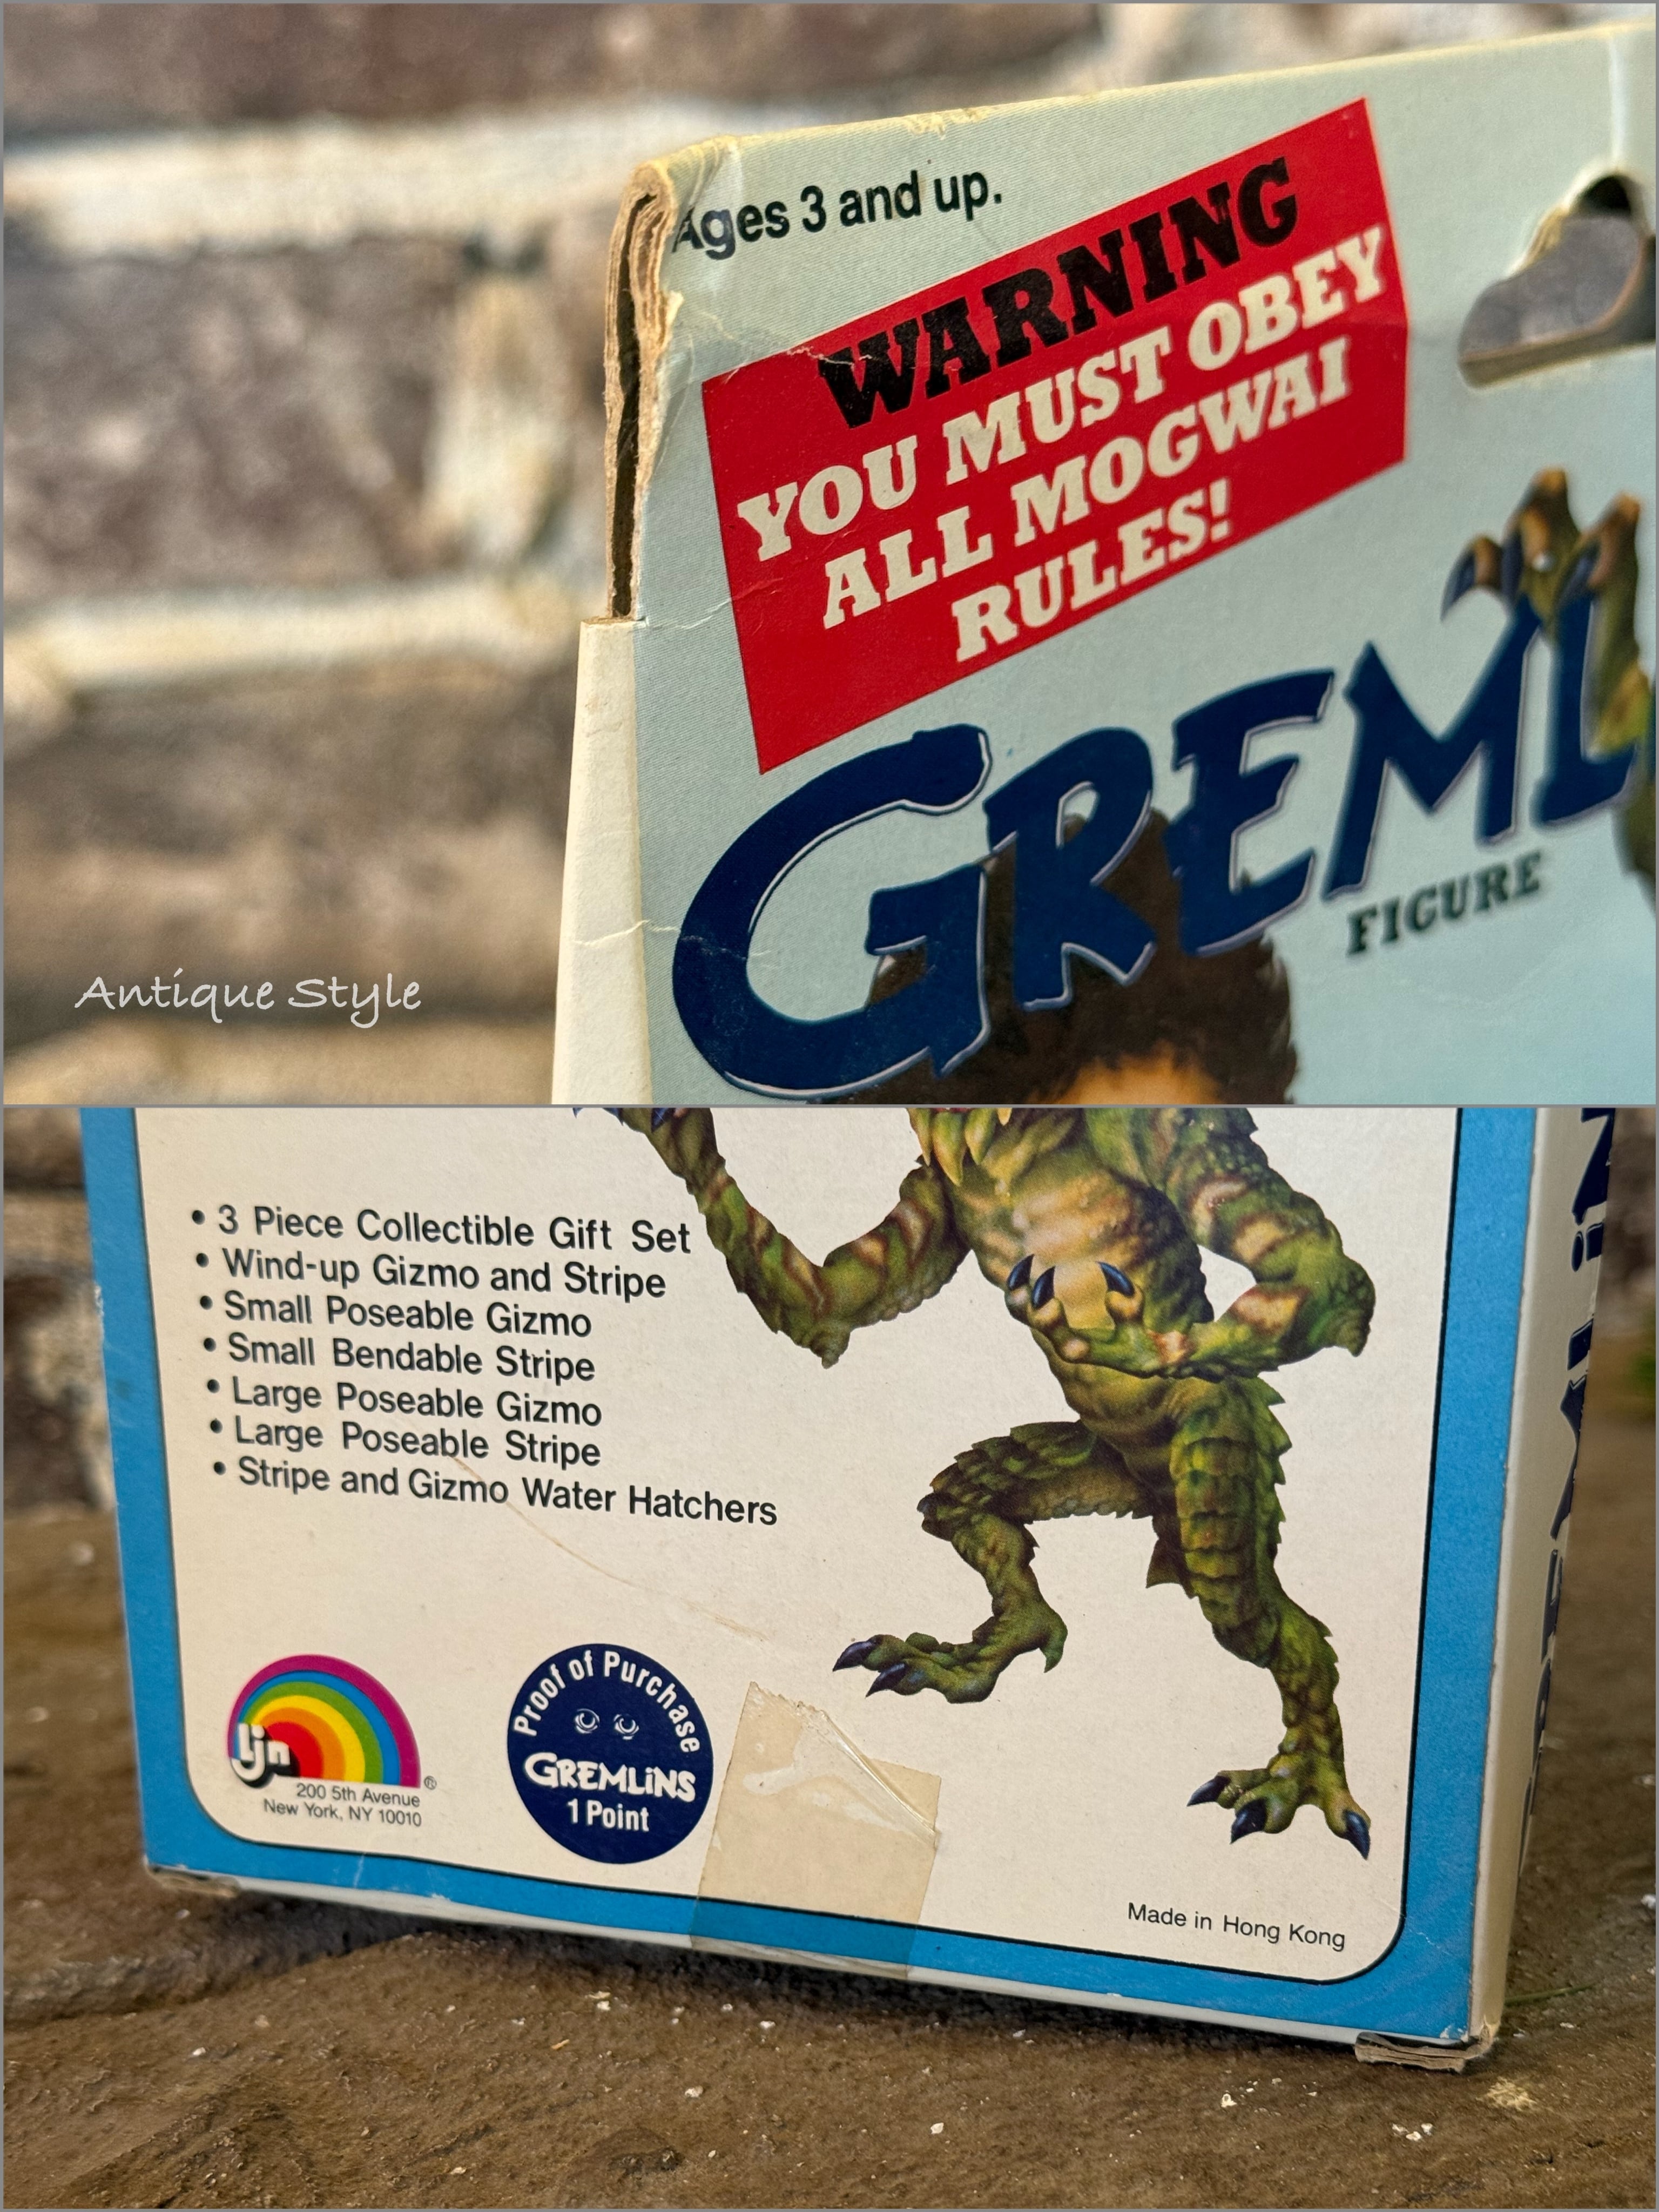 Ages 3 and up.
WARNING
YOU MUST OBEY
ALL MOGWAI
RULES!
GREML
FIGURE
Antique Style
• 3 Piece Collectible Gift Set
• Wind-up Gizmo and Stripe
• Small Poseable Gizmo
• Small Bendable Stripe
• Large Poseable Gizmo
• Large Poseable Stripe
• Stripe and Gizmo Water Hatchers
ljn ®
200 5th Avenue
New York, NY 10010
Proof of Purchase
GREMLiNS
1 Point
Made in Hong Kong